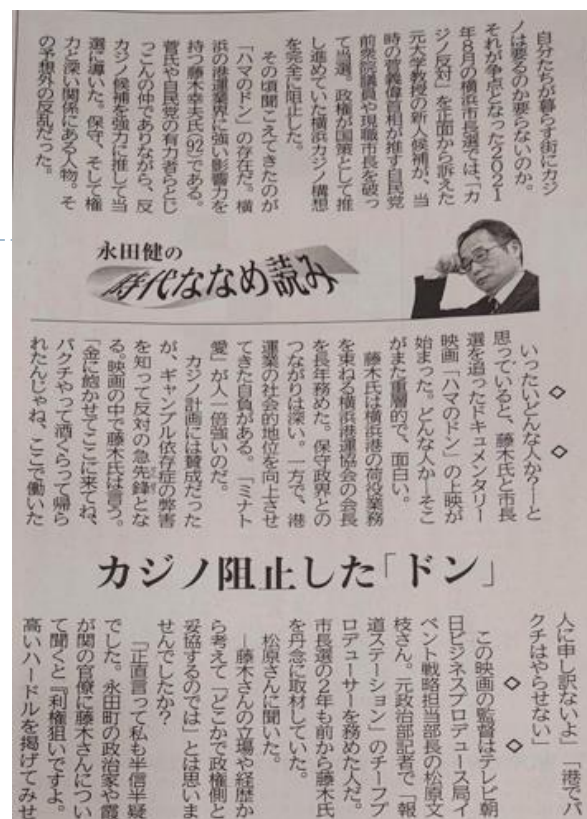 自分たちが暮らす街にカジ
ノは要るのか要らないのか。
それが争点となった2021
年8月の横浜市長選では、「カ
ジノ反対」を正面から訴えた
元大学教授の新人候補が、当
時の菅義偉首相が推す自民党
前衆院議員や現職市長を破っ
て当選。政権が国策として推
し進めていた横浜カジノ構想
を完全に阻止した。
その頃聞こえてきたのが
「ハマのドン」の存在だ。横
浜の港運業界に強い影響力を
持つ藤木幸夫氏(92)である。
菅氏や自民党の有力者らとじ
っこんの仲でありながら、反
カジノ候補を強力に推して当
選に導いた。保守、そして権
力と深い関係にある人物。そ
の予想外の反乱だった。
永田健の
時代ななめ読み
◇ ◇
いったいどんな人か?―と
思っていると、藤木氏と市長
選を追ったドキュメンタリー
映画「ハマのドン」の上映が
始まった。どんな人か―そこ
がまた重層的で、面白い。
藤木氏は横浜港の荷役業務
を束ねる横浜港運協会の会長
を長年務めた。保守政界との
つながりは深い。一方で、港
運業の社会的地位を向上させ
てきた自負がある。「ミナト
愛」が人一倍強いのだ。
カジノ計画には賛成だった
が、ギャンブル依存症の弊害
を知って反対の急先鋒とな
る。映画の中で藤木氏は言う。
「金に飽かせてここに来てね、
バクチやって酒くらって帰ら
れたんじゃね、ここで働いた
カジノ阻止した「ドン」
人に申し訳ないよ」「港でバ
クチはやらせない」
◇ ◇
この映画の監督はテレビ朝
日ビジネスプロデュース局イ
ベント戦略担当部長の松原文
枝さん。元政治部記者で「報
道ステーション」のチーフプ
ロデューサーを務めた人だ。
市長選の2年も前から藤木氏
を丹念に取材していた。
松原さんに聞いた。
―藤木さんの立場や経歴か
ら考えて「どこかで政権側と
妥協するのでは」とは思いま
せんでしたか?
「正直言って私も半信半疑
でした。永田町の政治家や霞
が関の官僚に藤木さんについ
て聞くと『利権狙いですよ。
高いハードルを掲げてみせ